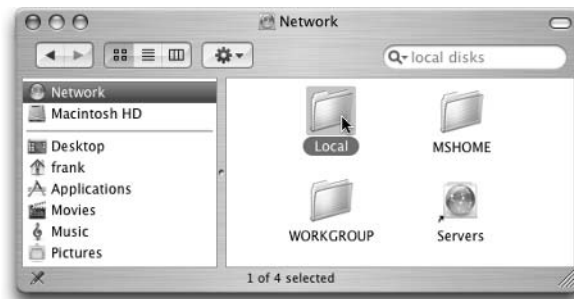 Network
local disks
Network
Macintosh HD
Desktop
frank
Applications
Movies
Music
Pictures
Local
MSHOME
WORKGROUP
Servers
1 of 4 selected